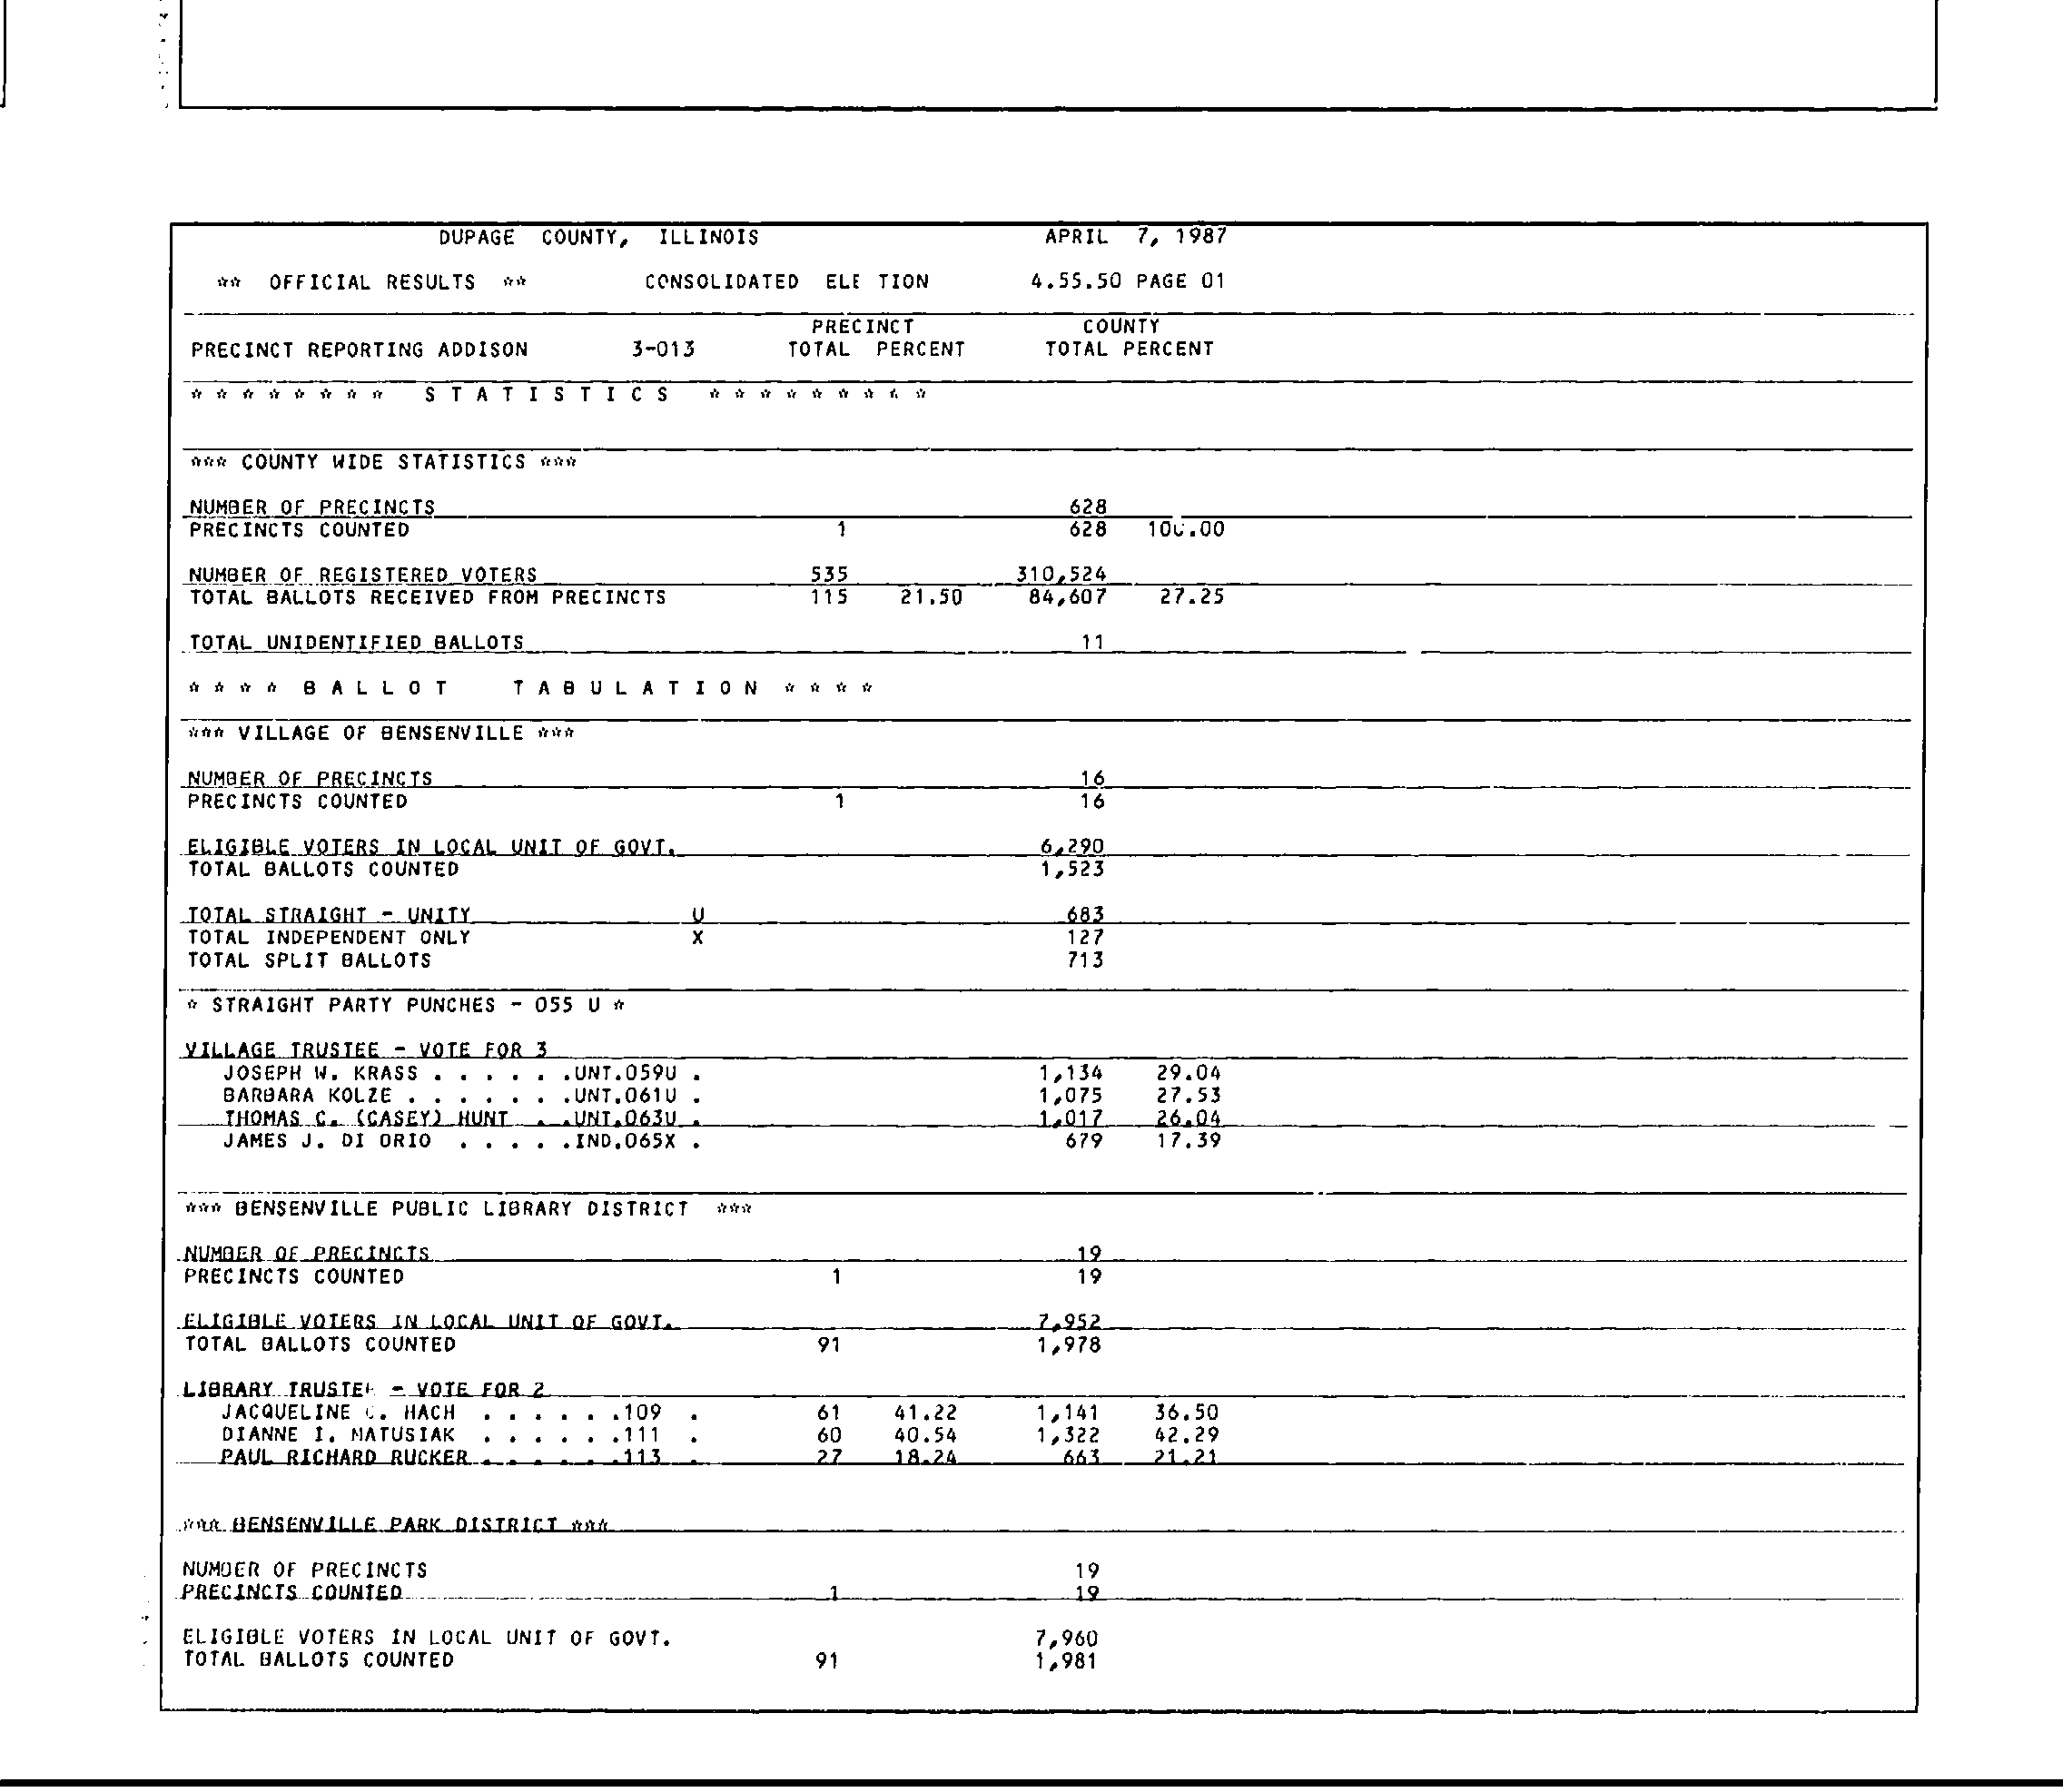 DUPAGE COUNTY, ILLINOIS APRIL 7, 1987
** OFFICIAL RESULTS ** CONSOLIDATED ELE TION 4.55.50 PAGE 01
PRECINCT COUNTY
PRECINCT REPORTING ADDISON 3-013 TOTAL PERCENT TOTAL PERCENT
* * * * * * * * S T A T I S T I C S * * * * * * * * *
*** COUNTY WIDE STATISTICS ***
NUMBER OF PRECINCTS 628
PRECINCTS COUNTED 1 628 100.00
NUMBER OF REGISTERED VOTERS 535 310,524
TOTAL BALLOTS RECEIVED FROM PRECINCTS 115 21.50 84,607 27.25
TOTAL UNIDENTIFIED BALLOTS 11
* * * * B A L L O T T A B U L A T I O N * * * *
*** VILLAGE OF BENSENVILLE ***
NUMBER OF PRECINCTS 16
PRECINCTS COUNTED 1 16
ELIGIBLE VOTERS IN LOCAL UNIT OF GOVT. 6,290
TOTAL BALLOTS COUNTED 1,523
TOTAL STRAIGHT - UNITY U 683
TOTAL INDEPENDENT ONLY X 127
TOTAL SPLIT BALLOTS 713
* STRAIGHT PARTY PUNCHES - 055 U *
VILLAGE TRUSTEE - VOTE FOR 3
JOSEPH W. KRASS . . . . . .UNT.059U . 1,134 29.04
BARBARA KOLZE . . . . . . .UNT.061U . 1,075 27.53
THOMAS C. (CASEY) HUNT . .UNT.063U . 1,017 26.04
JAMES J. DI ORIO . . . . .IND.065X . 679 17.39
*** BENSENVILLE PUBLIC LIBRARY DISTRICT ***
NUMBER OF PRECINCTS 19
PRECINCTS COUNTED 1 19
ELIGIBLE VOTERS IN LOCAL UNIT OF GOVT. 7,952
TOTAL BALLOTS COUNTED 91 1,978
LIBRARY TRUSTEE - VOTE FOR 2
JACQUELINE C. HACH . . . . . .109 . 61 41.22 1,141 36.50
DIANNE I. MATUSIAK . . . . . .111 . 60 40.54 1,322 42.29
PAUL RICHARD RUCKER . . . . . .113 . 27 18.24 663 21.21
*** BENSENVILLE PARK DISTRICT ***
NUMBER OF PRECINCTS 19
PRECINCTS COUNTED 1 19
ELIGIBLE VOTERS IN LOCAL UNIT OF GOVT. 7,960
TOTAL BALLOTS COUNTED 91 1,981